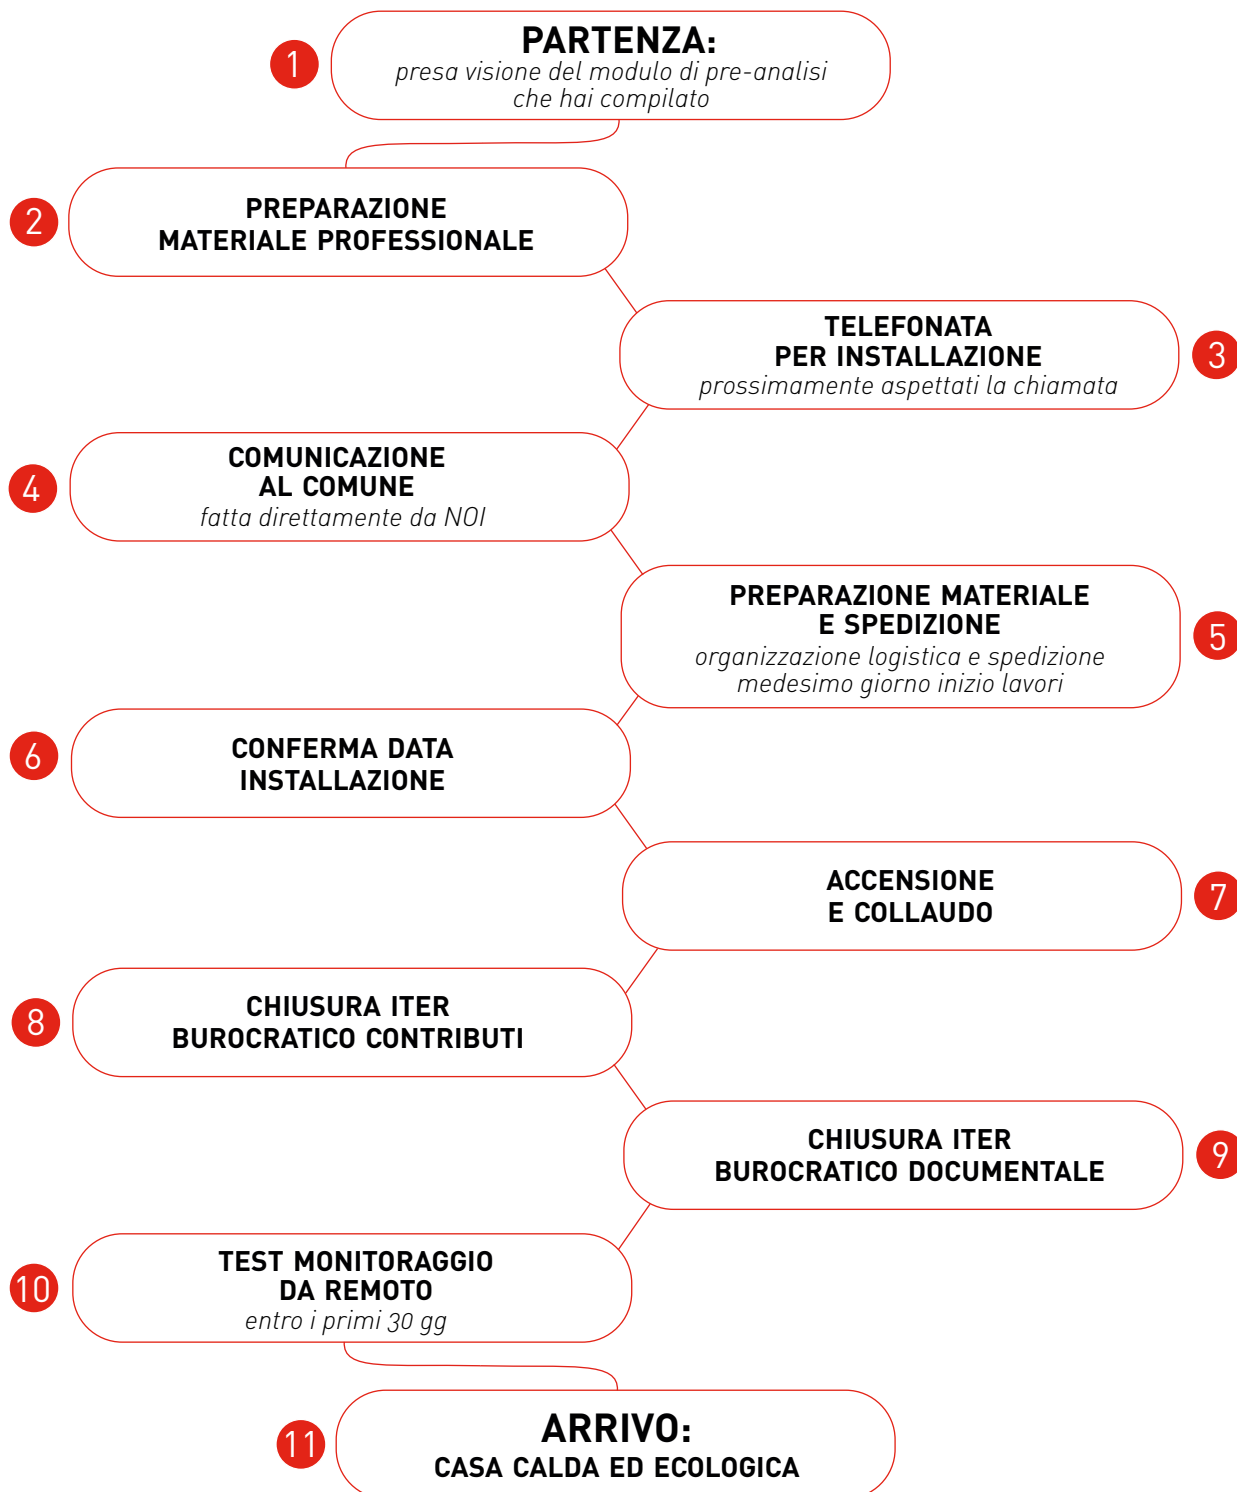 1
PARTENZA:
presa visione del modulo di pre-analisi
che hai compilato
2
PREPARAZIONE
MATERIALE PROFESSIONALE
TELEFONATA
PER INSTALLAZIONE
prossimamente aspettati la chiamata
3
4
COMUNICAZIONE
AL COMUNE
fatta direttamente da NOI
PREPARAZIONE MATERIALE
E SPEDIZIONE
organizzazione logistica e spedizione
medesimo giorno inizio lavori
5
6
CONFERMA DATA
INSTALLAZIONE
ACCENSIONE
E COLLAUDO
7
8
CHIUSURA ITER
BUROCRATICO CONTRIBUTI
CHIUSURA ITER
BUROCRATICO DOCUMENTALE
9
10
TEST MONITORAGGIO
DA REMOTO
entro i primi 30 gg
11
ARRIVO:
CASA CALDA ED ECOLOGICA